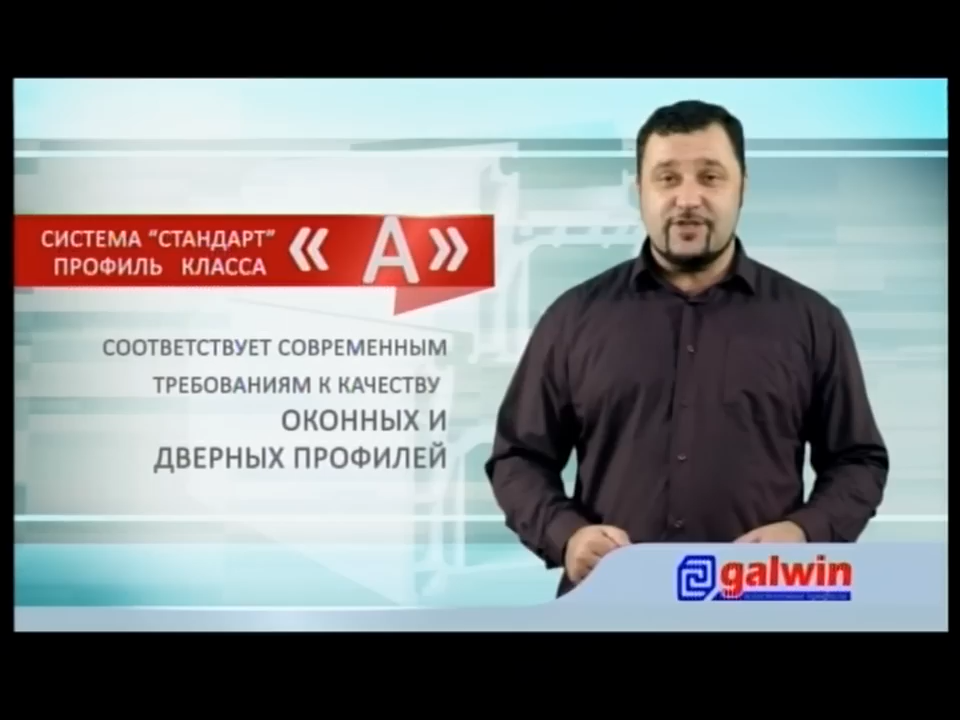 СИСТЕМА “СТАНДАРТ”
ПРОФИЛЬ КЛАССА
« А»
СООТВЕТСТВУЕТ СОВРЕМЕННЫМ
ТРЕБОВАНИЯМ К КАЧЕСТВУ
ОКОННЫХ И
ДВЕРНЫХ ПРОФИЛЕЙ
galwin